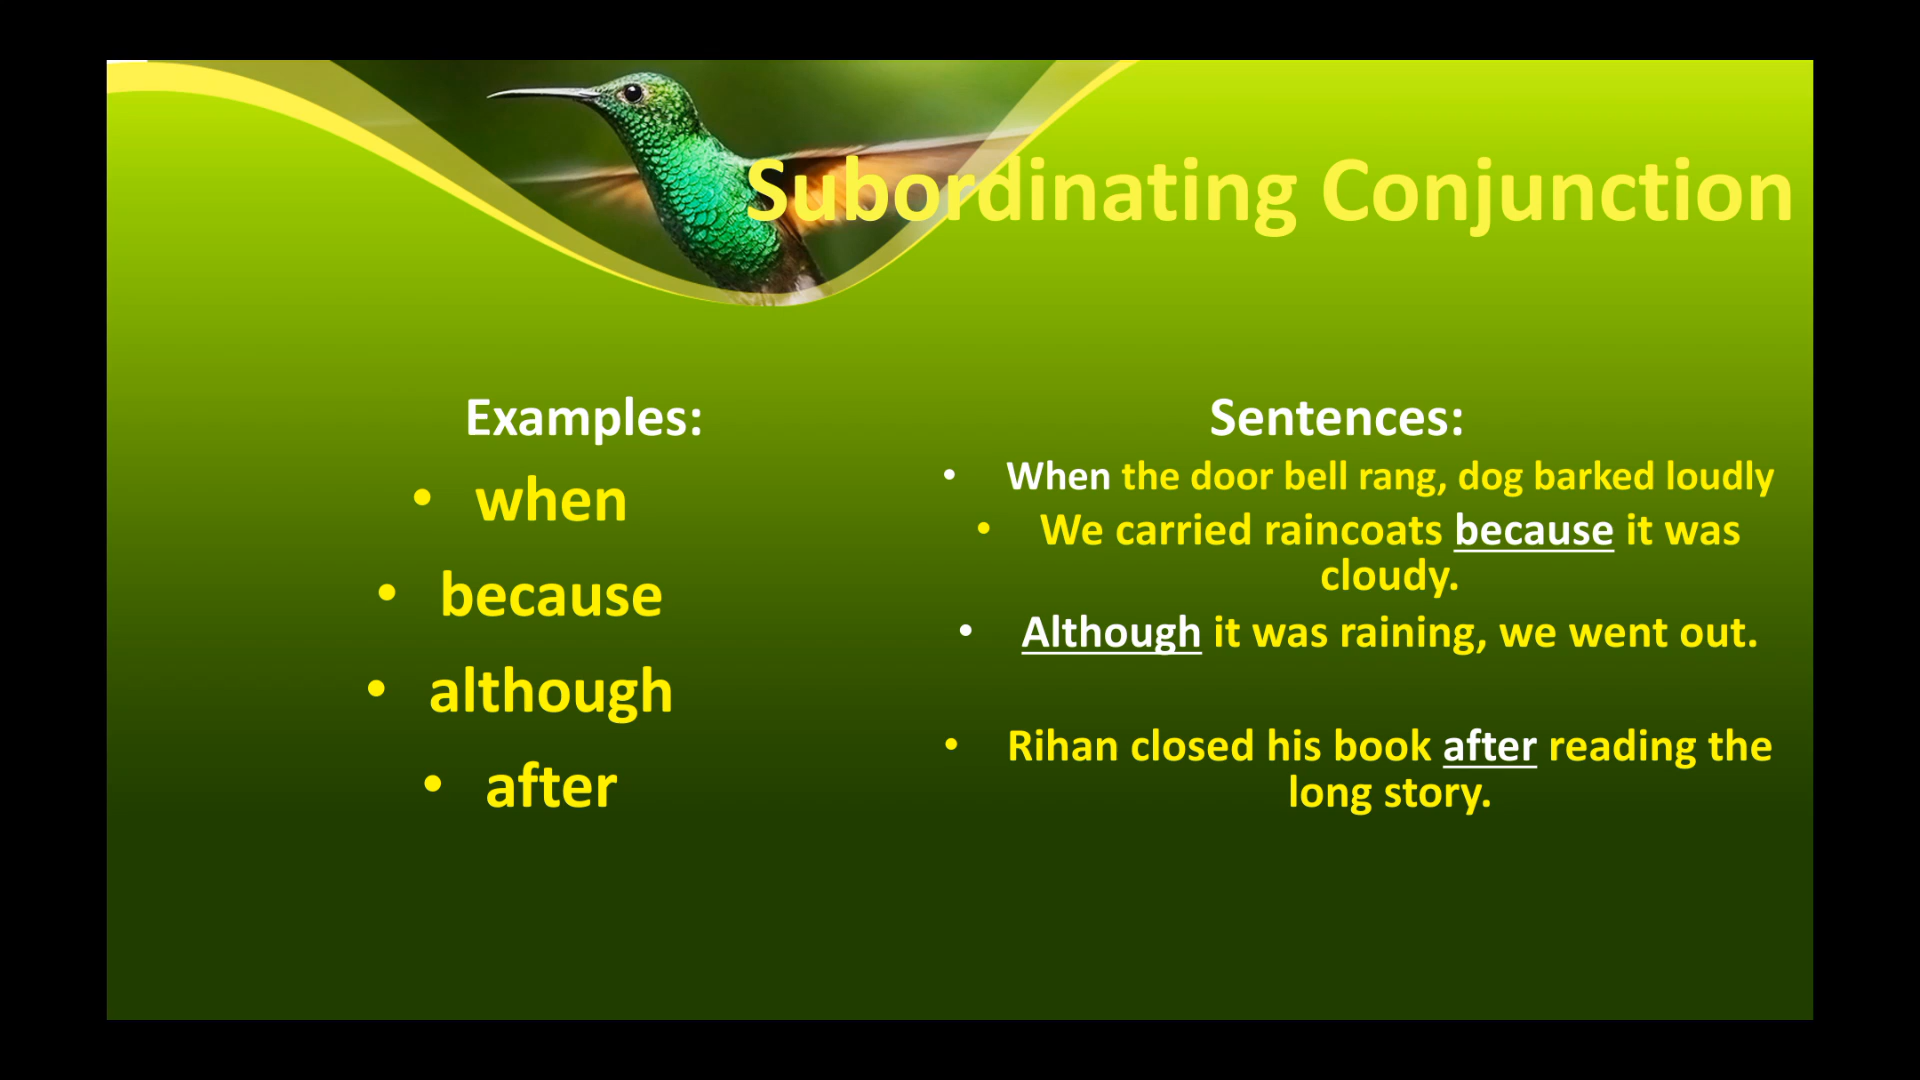 Subordinating Conjunction
Examples:
• when
• because
• although
• after
Sentences:
• When the door bell rang, dog barked loudly
• We carried raincoats because it was
cloudy.
• Although it was raining, we went out.
• Rihan closed his book after reading the
long story.